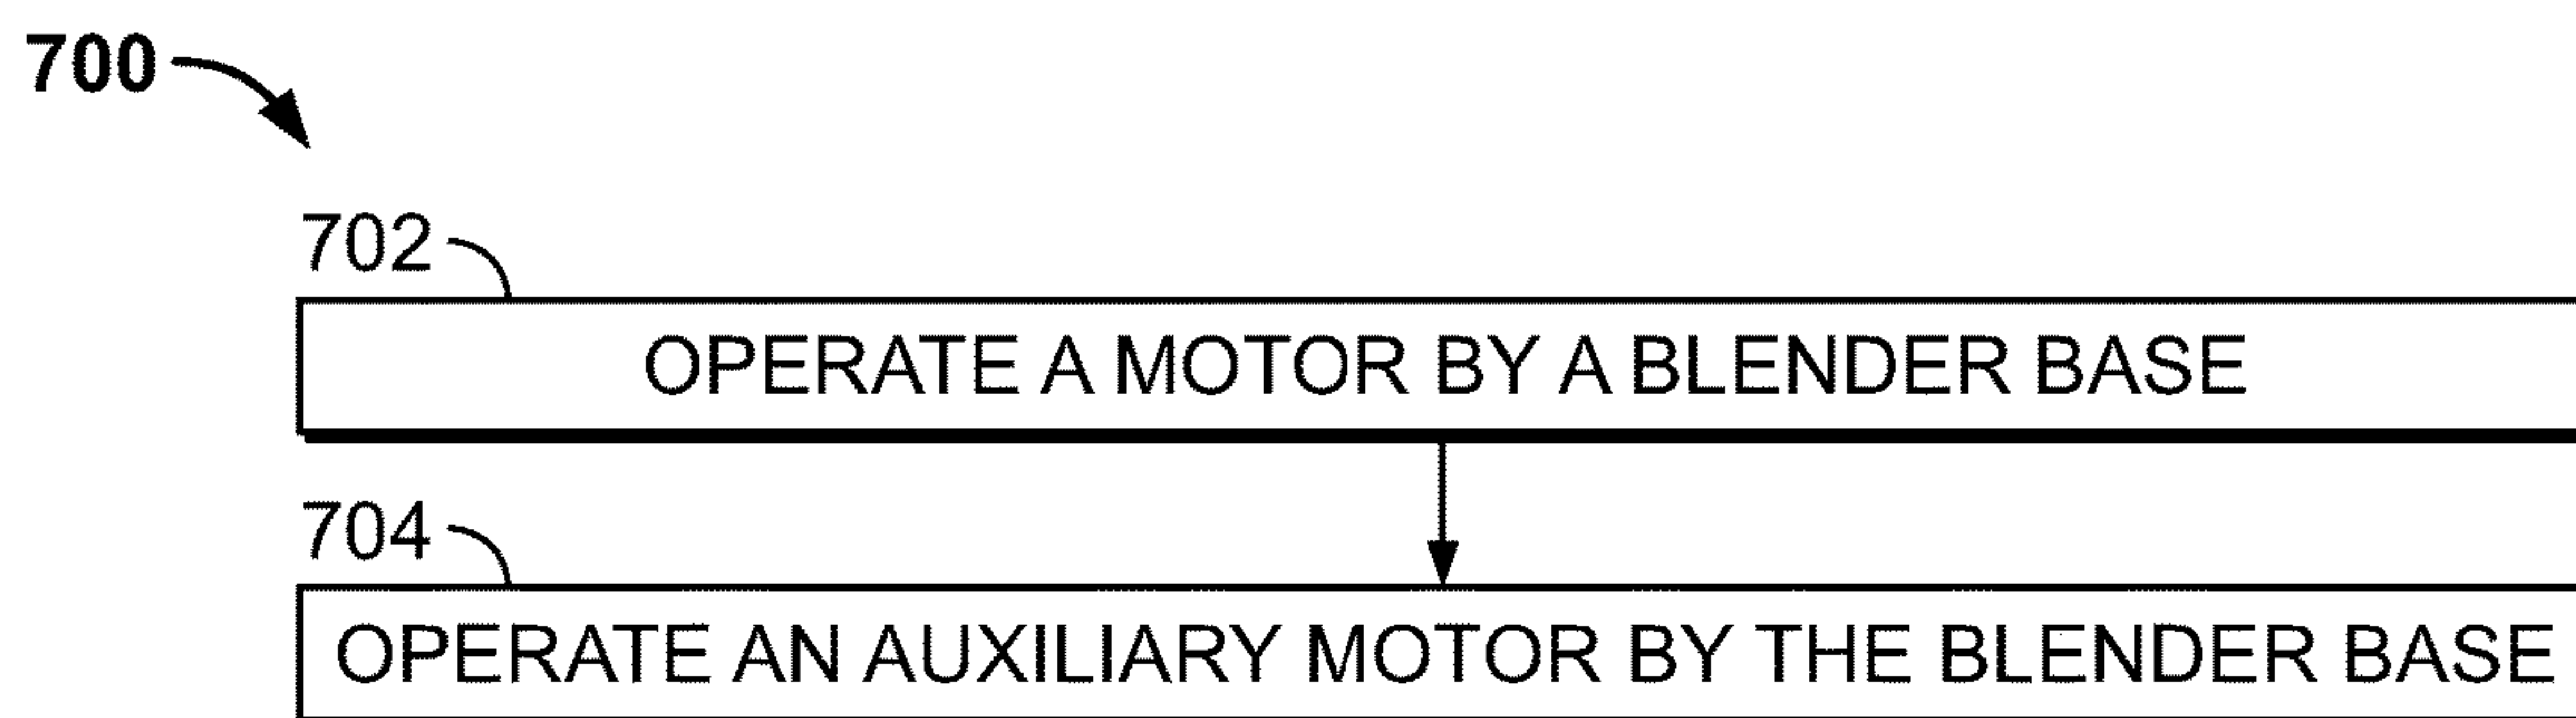 700
702
OPERATE A MOTOR BY A BLENDER BASE
704
OPERATE AN AUXILIARY MOTOR BY THE BLENDER BASE